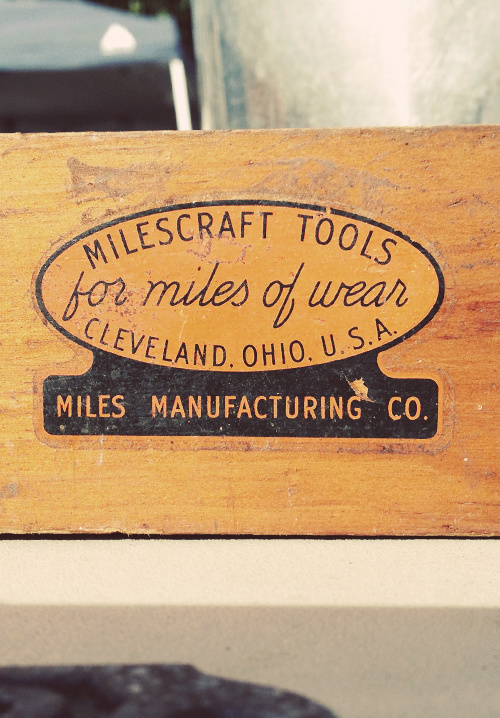 MILESCRAFT TOOLS
for miles of wear
CLEVELAND, OHIO, U.S.A.
MILES MANUFACTURING CO.